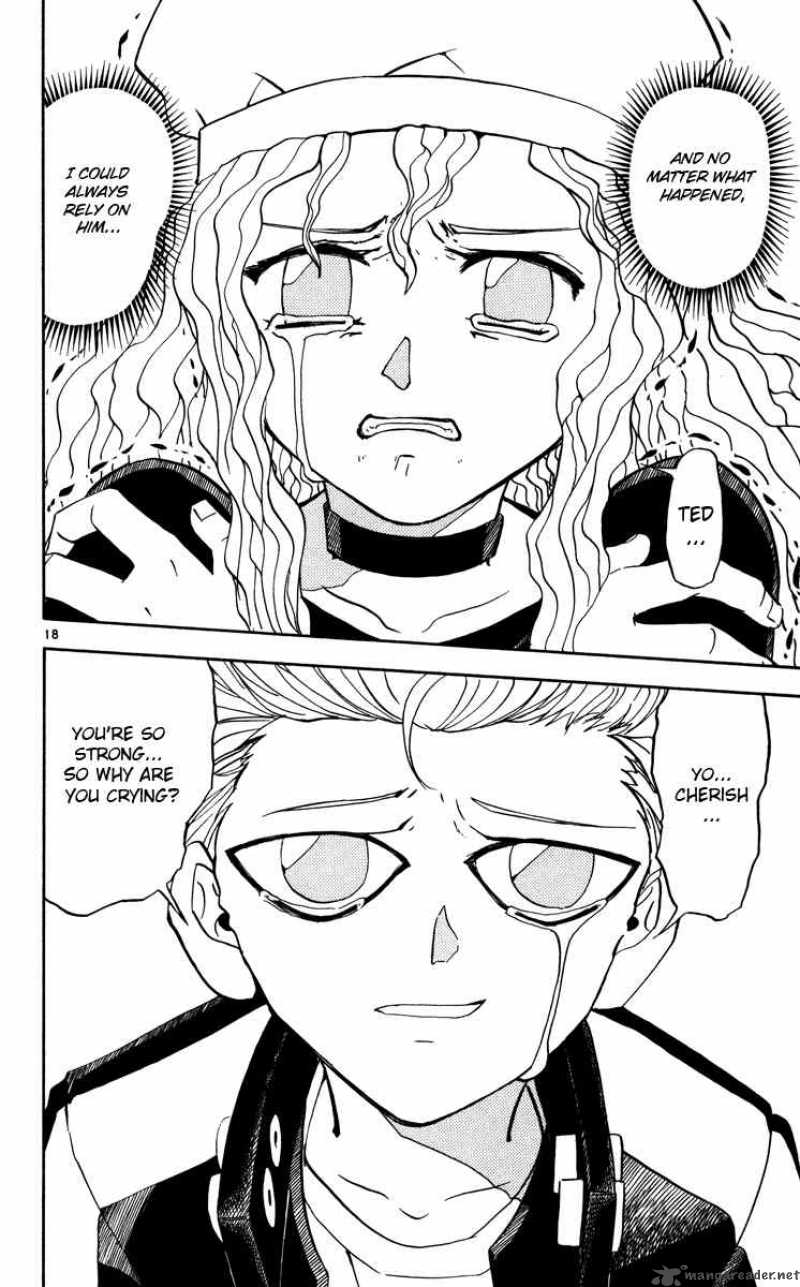 AND NO
MATTER WHAT
HAPPENED,
I COULD
ALWAYS
RELY ON
HIM...
TED
...
18
YO...
CHERISH
...
YOU'RE SO
STRONG...
SO WHY ARE
YOU CRYING?
mangareader.net